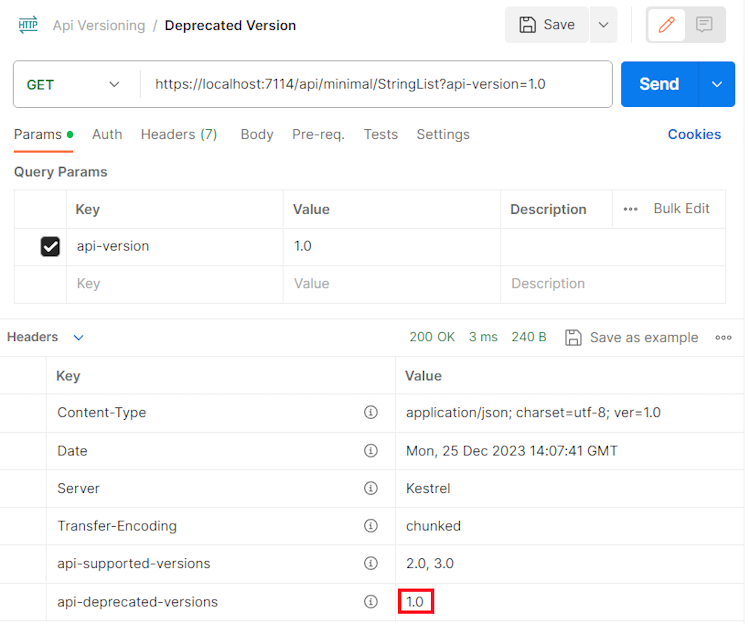 HTTP Api Versioning / Deprecated Version Save
GET https://localhost:7114/api/minimal/StringList?api-version=1.0 Send
Params Auth Headers (7) Body Pre-req. Tests Settings Cookies
Query Params
Key Value Description ••• Bulk Edit
api-version 1.0
Key Value Description
Headers 200 OK 3 ms 240 B Save as example
Key Value
Content-Type application/json; charset=utf-8; ver=1.0
Date Mon, 25 Dec 2023 14:07:41 GMT
Server Kestrel
Transfer-Encoding chunked
api-supported-versions 2.0, 3.0
api-deprecated-versions 1.0